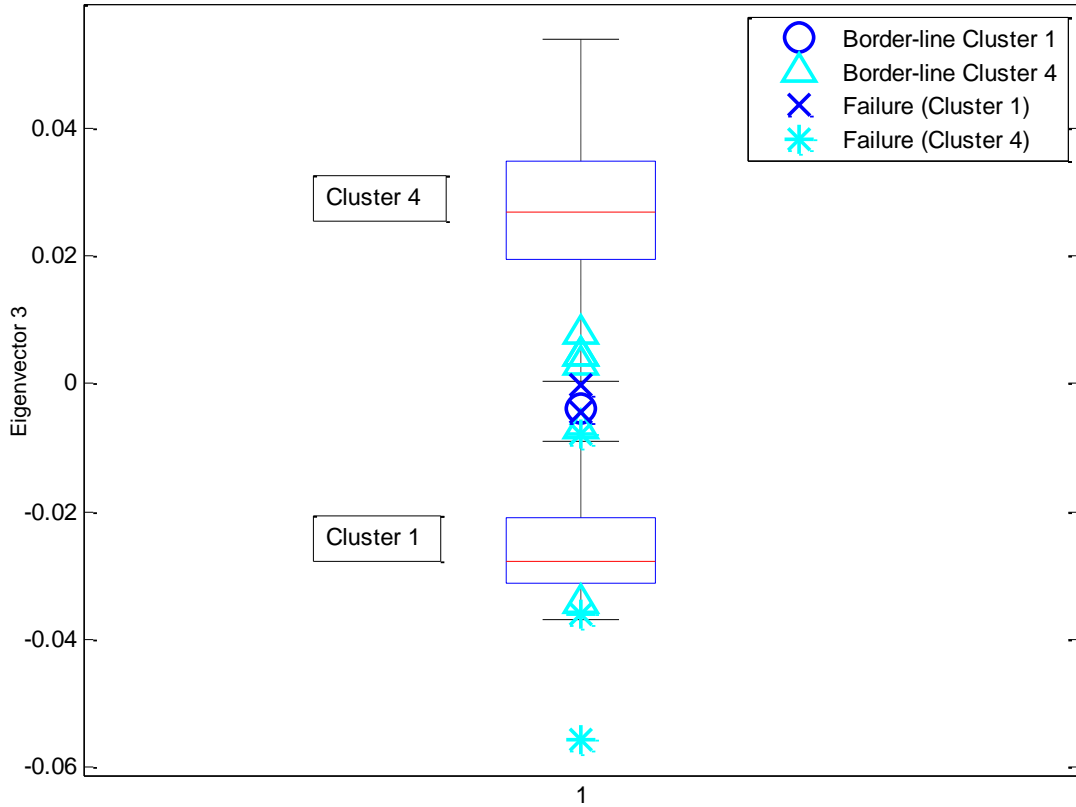 Border-line Cluster 1
Border-line Cluster 4
Failure (Cluster 1)
Failure (Cluster 4)
0.04
Cluster 4
0.02
Eigenvector 3
0
-0.02
Cluster 1
-0.04
-0.06
1